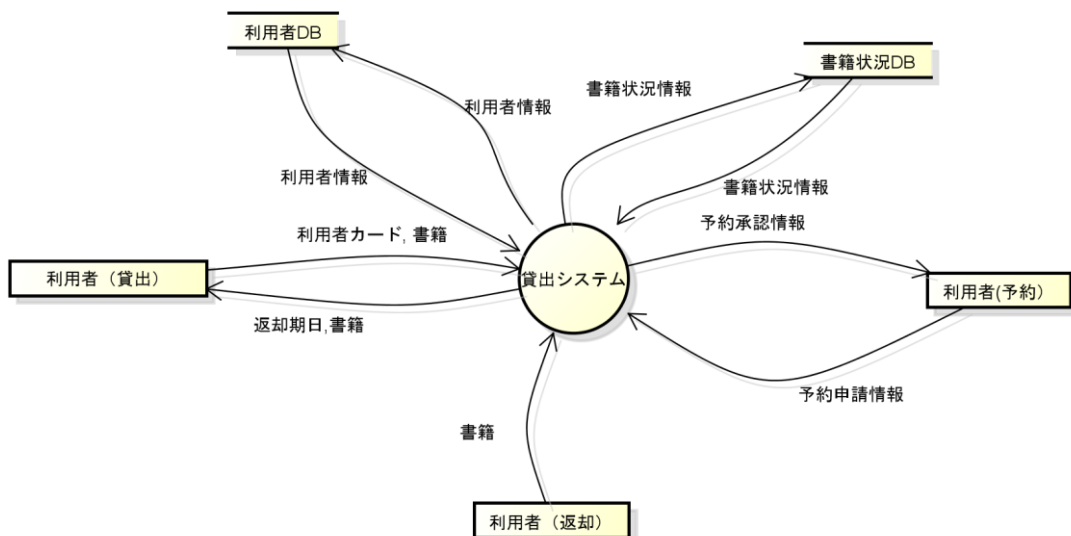 利用者DB
書籍状況DB
書籍状況情報
利用者情報
利用者情報
書籍状況情報
予約承認情報
利用者カード, 書籍
利用者（貸出）
貸出システム
利用者(予約）
返却期日,書籍
予約申請情報
書籍
利用者（返却）